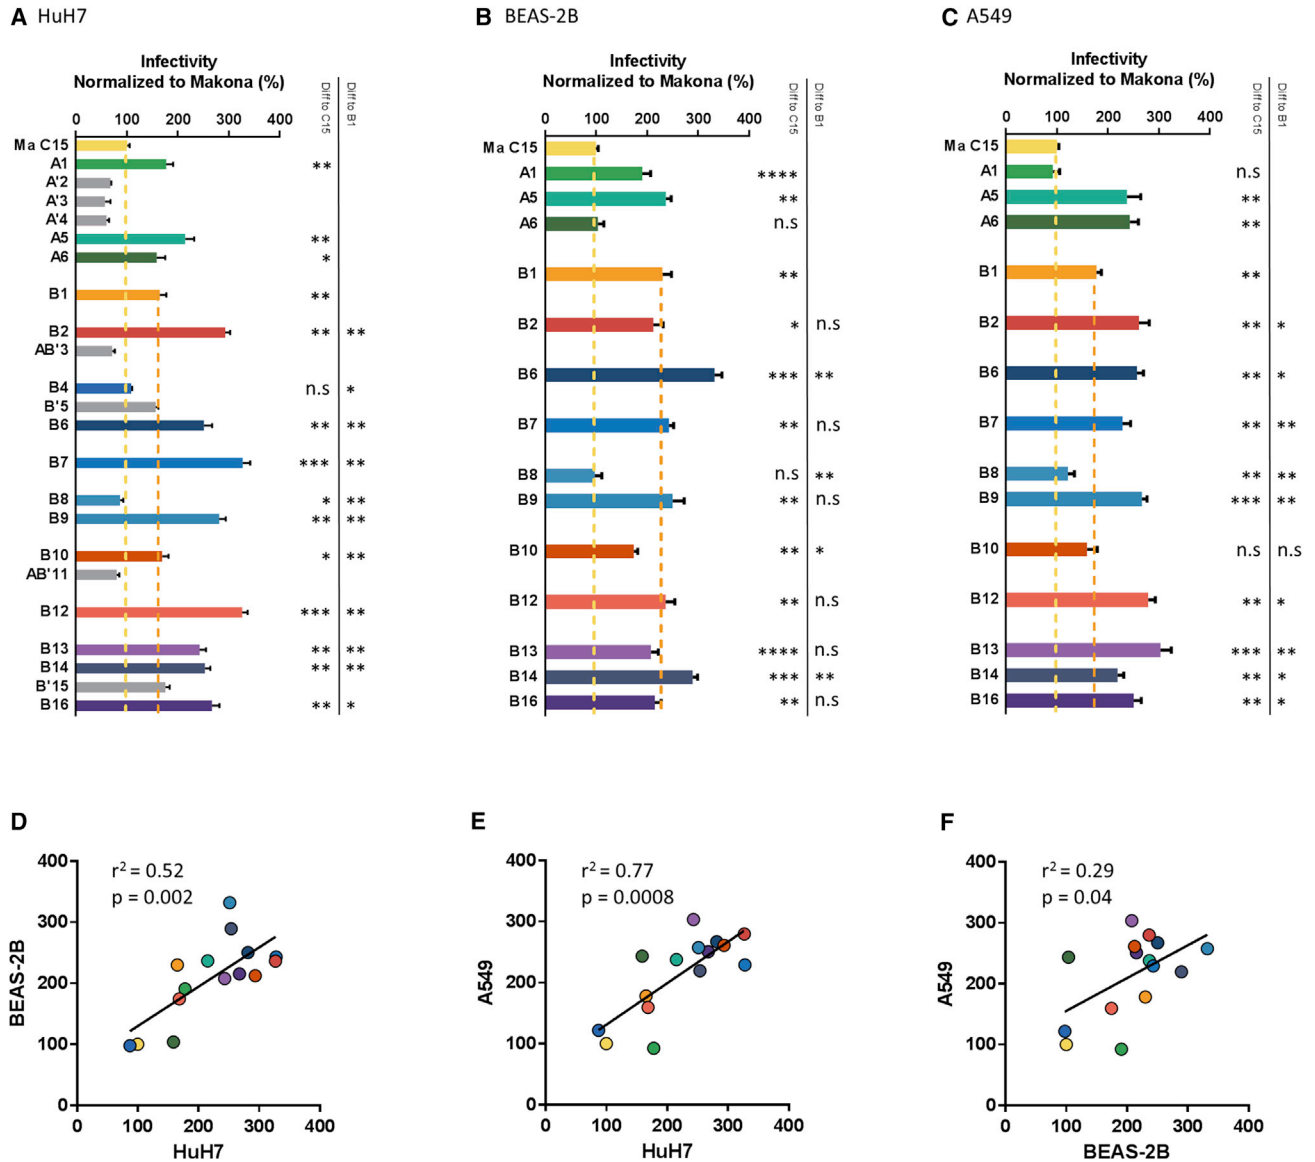 A HuH7
Infectivity
Normalized to Makona (%)
Diff to C15
Diff to B1
0 100 200 300 400
Ma C15
A1 **
A'2
A'3
A'4
A5 **
A6 *
B1 **
B2 ** **
AB'3
B4 n.s *
B'5
B6 ** **
B7 *** **
B8 * **
B9 ** **
B10 * **
AB'11
B12 *** **
B13 ** **
B14 ** **
B'15
B16 ** *
B BEAS-2B
Infectivity
Normalized to Makona (%)
Diff to C15
Diff to B1
0 100 200 300 400
Ma C15
A1 ****
A5 **
A6 n.s
B1 **
B2 * n.s
B6 *** **
B7 ** n.s
B8 n.s **
B9 ** n.s
B10 ** *
B12 ** n.s
B13 **** n.s
B14 *** **
B16 ** n.s
C A549
Infectivity
Normalized to Makona (%)
Diff to C15
Diff to B1
0 100 200 300 400
Ma C15
A1 n.s
A5 **
A6 **
B1 **
B2 ** *
B6 ** *
B7 ** **
B8 ** **
B9 *** **
B10 n.s n.s
B12 ** *
B13 *** **
B14 ** *
B16 ** *
D
r² = 0.52
p = 0.002
BEAS-2B
400
300
200
100
0
0 100 200 300 400
HuH7
E
r² = 0.77
p = 0.0008
A549
400
300
200
100
0
0 100 200 300 400
HuH7
F
r² = 0.29
p = 0.04
A549
400
300
200
100
0
0 100 200 300 400
BEAS-2B